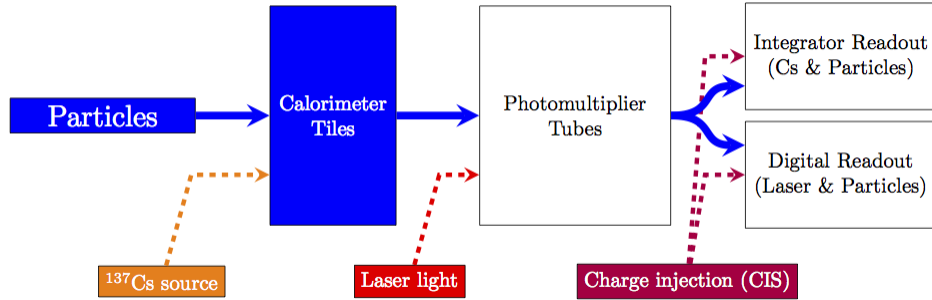 Particles
Calorimeter
Tiles
Photomultiplier
Tubes
Integrator Readout
(Cs & Particles)
Digital Readout
(Laser & Particles)
¹³⁷Cs source
Laser light
Charge injection (CIS)